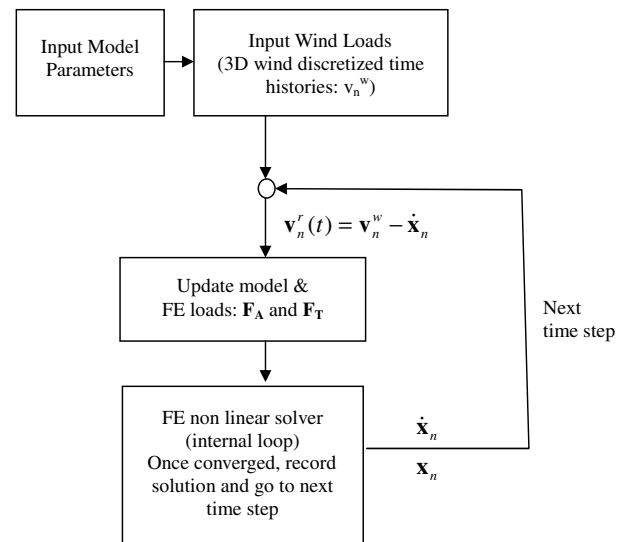 Input Model
Parameters
Input Wind Loads
(3D wind discretized time
histories: vₙʷ)
𝐯ₙʳ(t) = 𝐯ₙʷ − 𝐱̇ₙ
Update model &
FE loads: 𝐅_𝐀 and 𝐅_𝐓
Next
time step
FE non linear solver
(internal loop)
Once converged, record
solution and go to next
time step
𝐱̇ₙ
𝐱ₙ